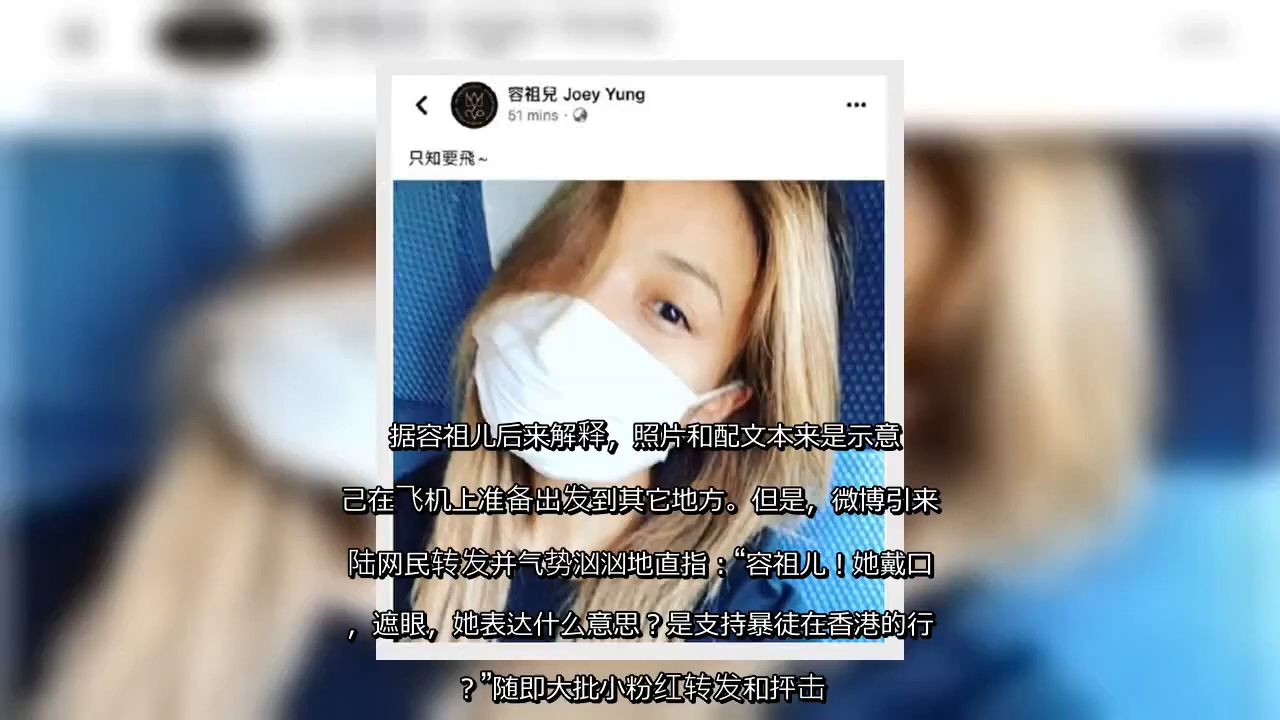 容祖兒 Joey Yung
51 mins ·
只知要飛~
据容祖儿后来解释，照片和配文本来是示意
己在飞机上准备出发到其它地方。但是，微博引来
陆网民转发并气势汹汹地直指：“容祖儿！她戴口
，遮眼，她表达什么意思？是支持暴徒在香港的行
？”随即大批小粉红转发和抨击